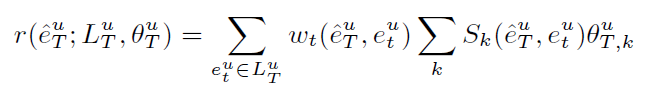 r(ê_T^u; L_T^u, θ_T^u) = ∑_{e_t^u ∈ L_T^u} w_t(ê_T^u, e_t^u) ∑_k S_k(ê_T^u, e_t^u)θ_{T,k}^u